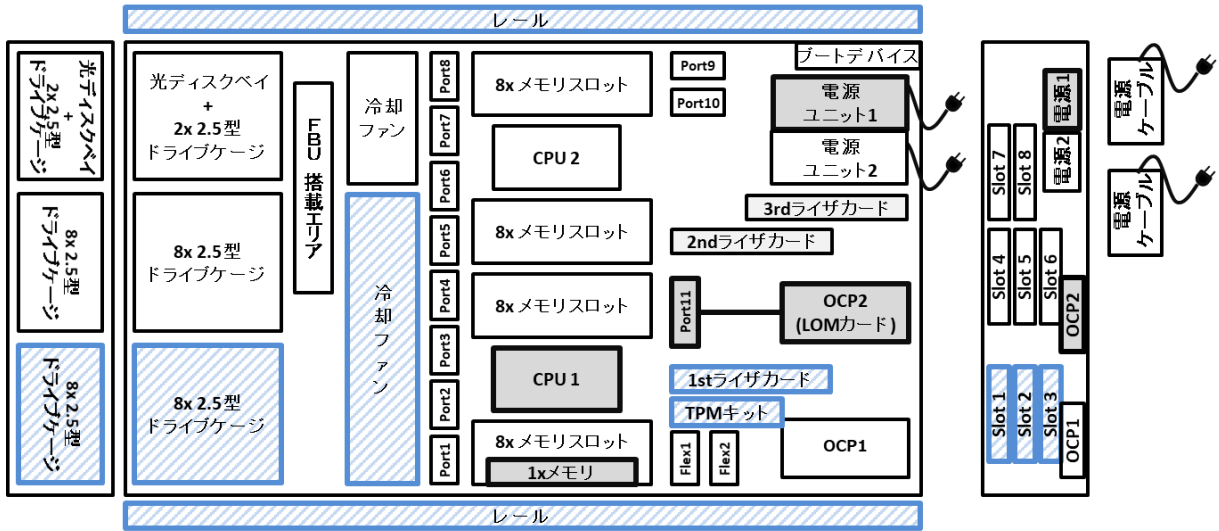 レール
光ディスクベイ
+
2x 2.5型
ドライブケージ
8x 2.5型
ドライブケージ
8x 2.5型
ドライブケージ
光ディスクベイ
+
2x 2.5型
ドライブケージ
8x 2.5型
ドライブケージ
8x 2.5型
ドライブケージ
FBU 搭載エリア
冷却
ファン
冷却ファン
Port8
Port7
Port6
Port5
Port4
Port3
Port2
Port1
8x メモリスロット
CPU 2
8x メモリスロット
8x メモリスロット
CPU 1
8x メモリスロット
1xメモリ
Port9
Port10
ブートデバイス
電源
ユニット1
電源
ユニット2
3rdライザカード
2ndライザカード
Port11
OCP2
(LOMカード)
1stライザカード
TPMキット
Flex1
Flex2
OCP1
レール
電源1
電源2
Slot 7
Slot 8
Slot 4
Slot 5
Slot 6
OCP2
Slot 1
Slot 2
Slot 3
OCP1
電源
ケーブル
電源
ケーブル